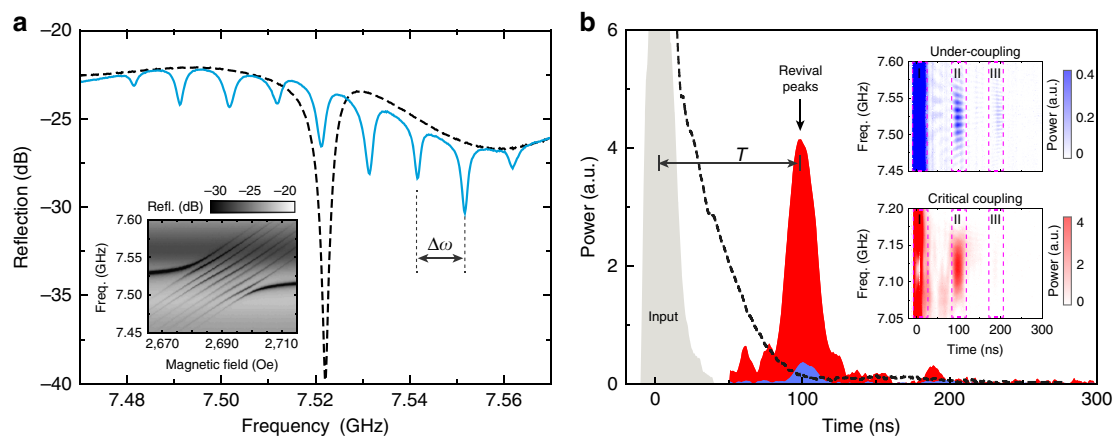 a
−20
−25
−30
−35
−40
Reflection (dB)
7.48 7.50 7.52 7.54 7.56
Frequency (GHz)
Δω
Refl. (dB)
−30 −25 −20
7.60
7.55
7.50
7.45
Freq. (GHz)
2,670 2,690 2,710
Magnetic field (Oe)
b
6
4
2
0
Power (a.u.)
0 100 200 300
Time (ns)
Input
T
Revival
peaks
Under-coupling
7.60
7.55
7.50
7.45
Freq. (GHz)
I II III
0.4
0.2
0
Power (a.u.)
Critical coupling
7.20
7.15
7.10
7.05
Freq. (GHz)
I II III
4
2
0
Power (a.u.)
0 100 200 300
Time (ns)